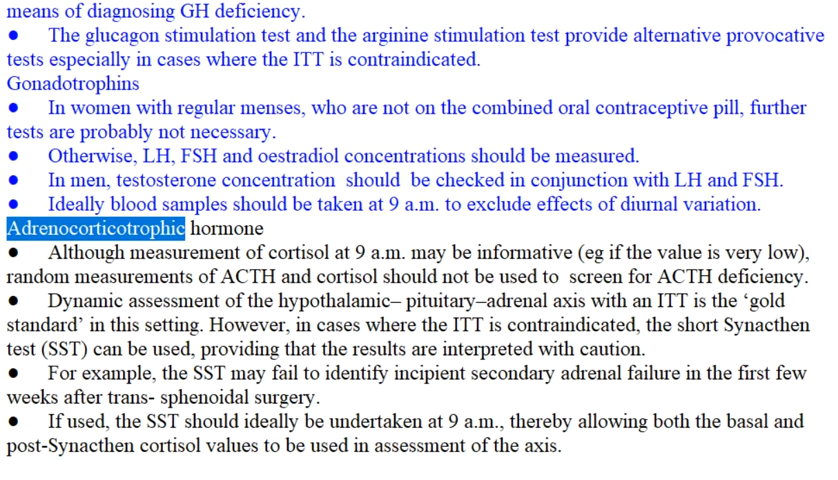 means of diagnosing GH deficiency.
● The glucagon stimulation test and the arginine stimulation test provide alternative provocative
tests especially in cases where the ITT is contraindicated.
Gonadotrophins
● In women with regular menses, who are not on the combined oral contraceptive pill, further
tests are probably not necessary.
● Otherwise, LH, FSH and oestradiol concentrations should be measured.
● In men, testosterone concentration should be checked in conjunction with LH and FSH.
● Ideally blood samples should be taken at 9 a.m. to exclude effects of diurnal variation.
Adrenocorticotrophic hormone
● Although measurement of cortisol at 9 a.m. may be informative (eg if the value is very low),
random measurements of ACTH and cortisol should not be used to screen for ACTH deficiency.
● Dynamic assessment of the hypothalamic– pituitary–adrenal axis with an ITT is the ‘gold
standard’ in this setting. However, in cases where the ITT is contraindicated, the short Synacthen
test (SST) can be used, providing that the results are interpreted with caution.
● For example, the SST may fail to identify incipient secondary adrenal failure in the first few
weeks after trans- sphenoidal surgery.
● If used, the SST should ideally be undertaken at 9 a.m., thereby allowing both the basal and
post-Synacthen cortisol values to be used in assessment of the axis.